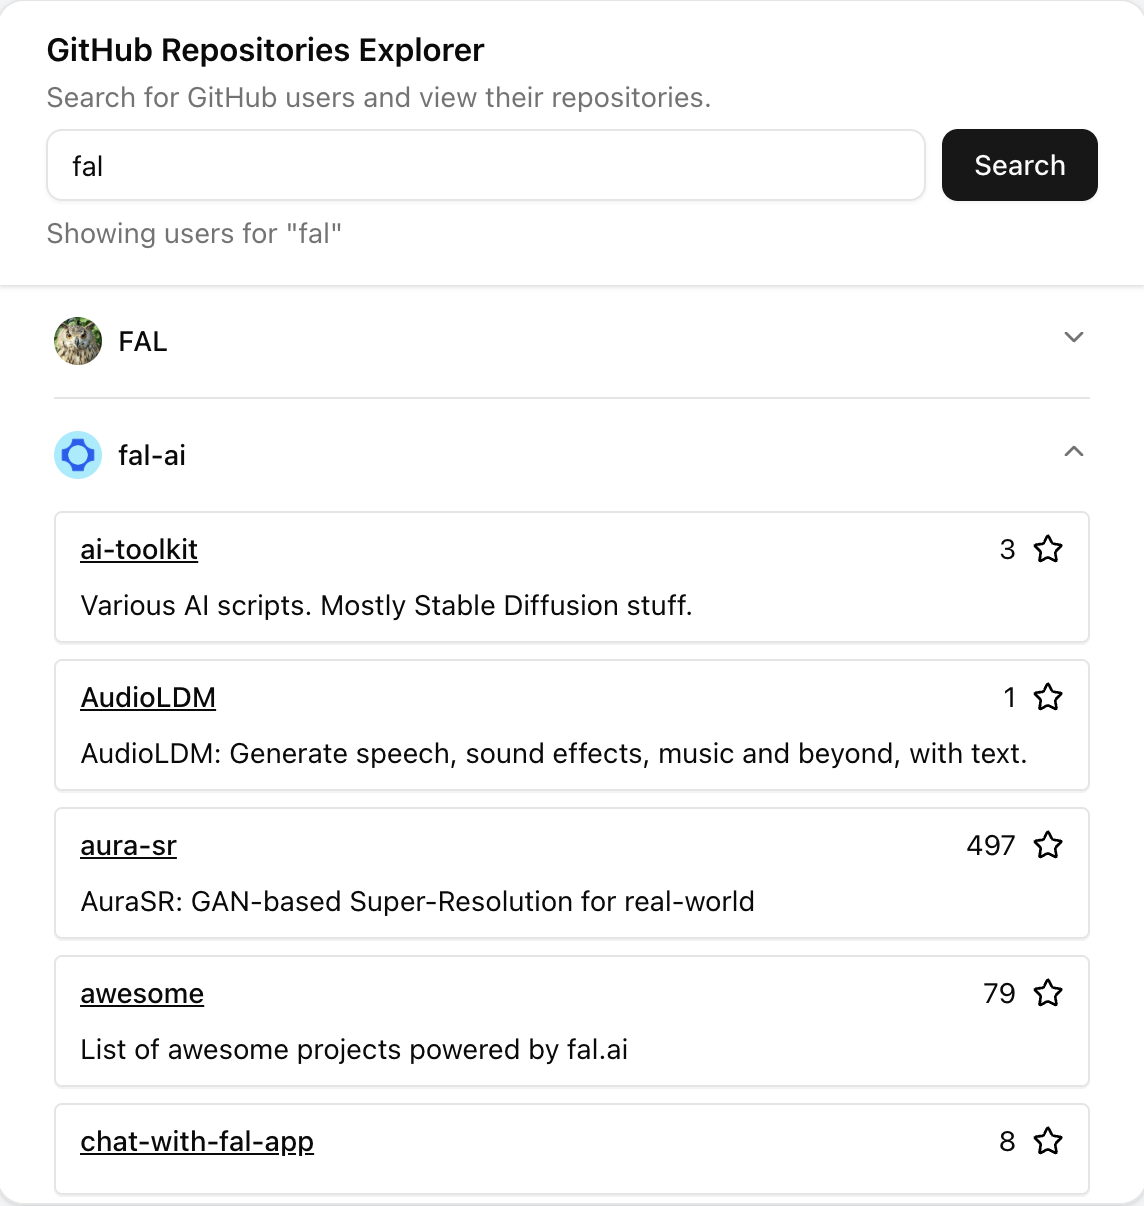 GitHub Repositories Explorer
Search for GitHub users and view their repositories.
fal
Search
Showing users for "fal"
FAL
fal-ai
ai-toolkit
3
Various AI scripts. Mostly Stable Diffusion stuff.
AudioLDM
1
AudioLDM: Generate speech, sound effects, music and beyond, with text.
aura-sr
497
AuraSR: GAN-based Super-Resolution for real-world
awesome
79
List of awesome projects powered by fal.ai
chat-with-fal-app
8